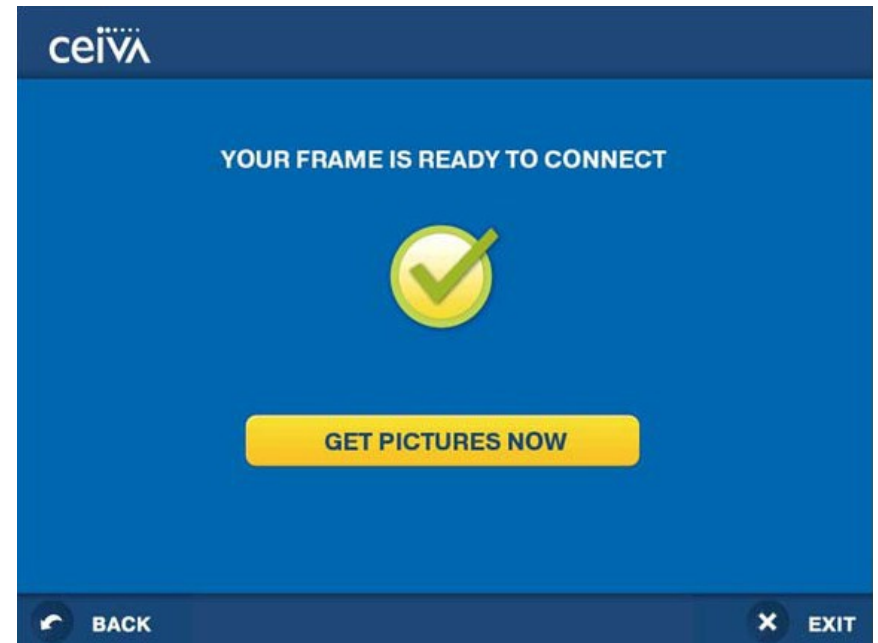 ceiva
YOUR FRAME IS READY TO CONNECT
GET PICTURES NOW
BACK
EXIT